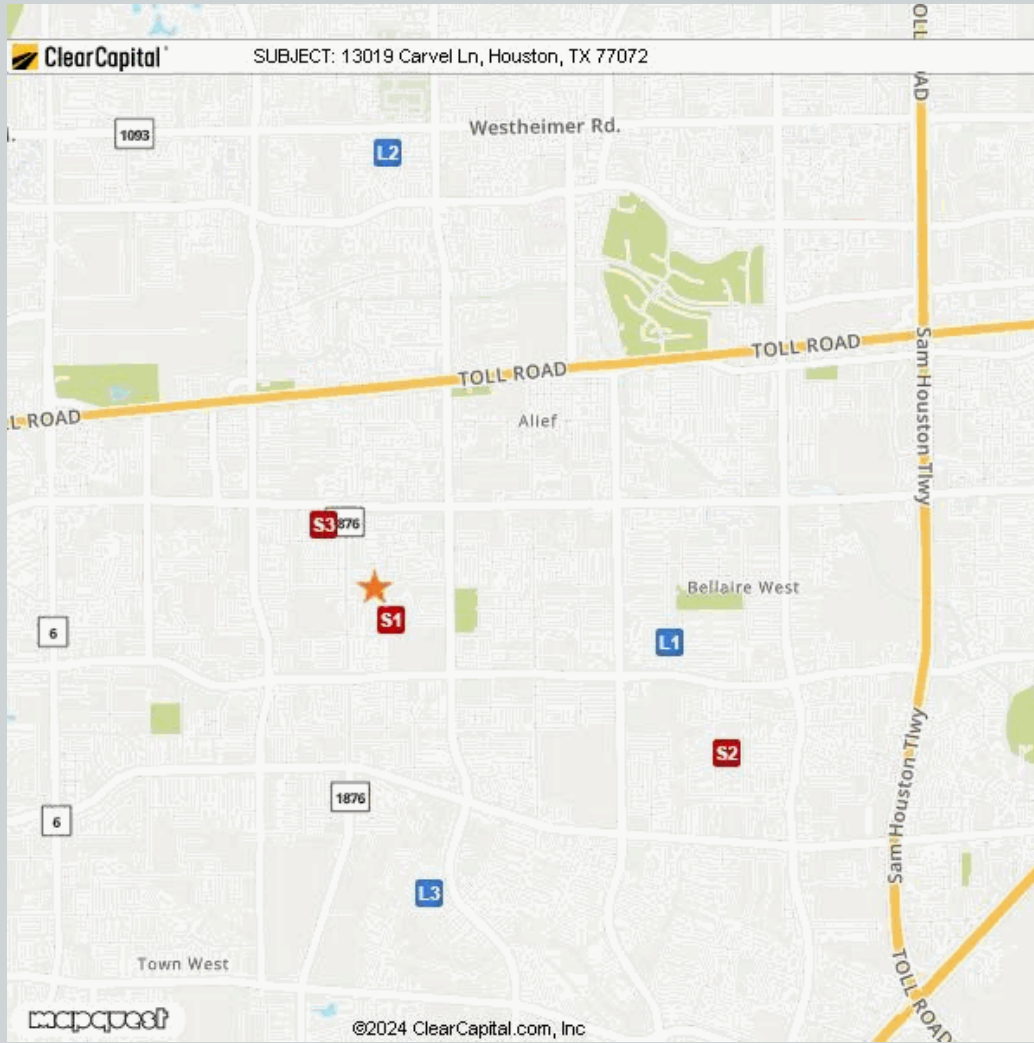 OLL
ClearCapital®
SUBJECT: 13019 Carvel Ln, Houston, TX 77072
AD
1093
Westheimer Rd.
L2
TOLL ROAD
TOLL ROAD
Sam Houston Tlwy
L ROAD
Alief
S3
876
Bellaire West
S1
6
L1
Sam Houston Tlwy
S2
1876
6
L3
Town West
TOLL ROAD
mapquest
©2024 ClearCapital.com, Inc